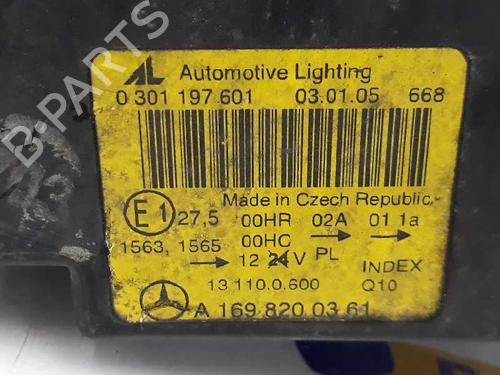 B-PARTS
AL Automotive Lighting
0 301 197 601 03.01.05 668
Made in Czech Republic
E1 27,5 00HR 02A 01 1a
1563, 1565 00HC PL
12 24 V
13 110.0.600 INDEX
Q10
A 169 820 03 61